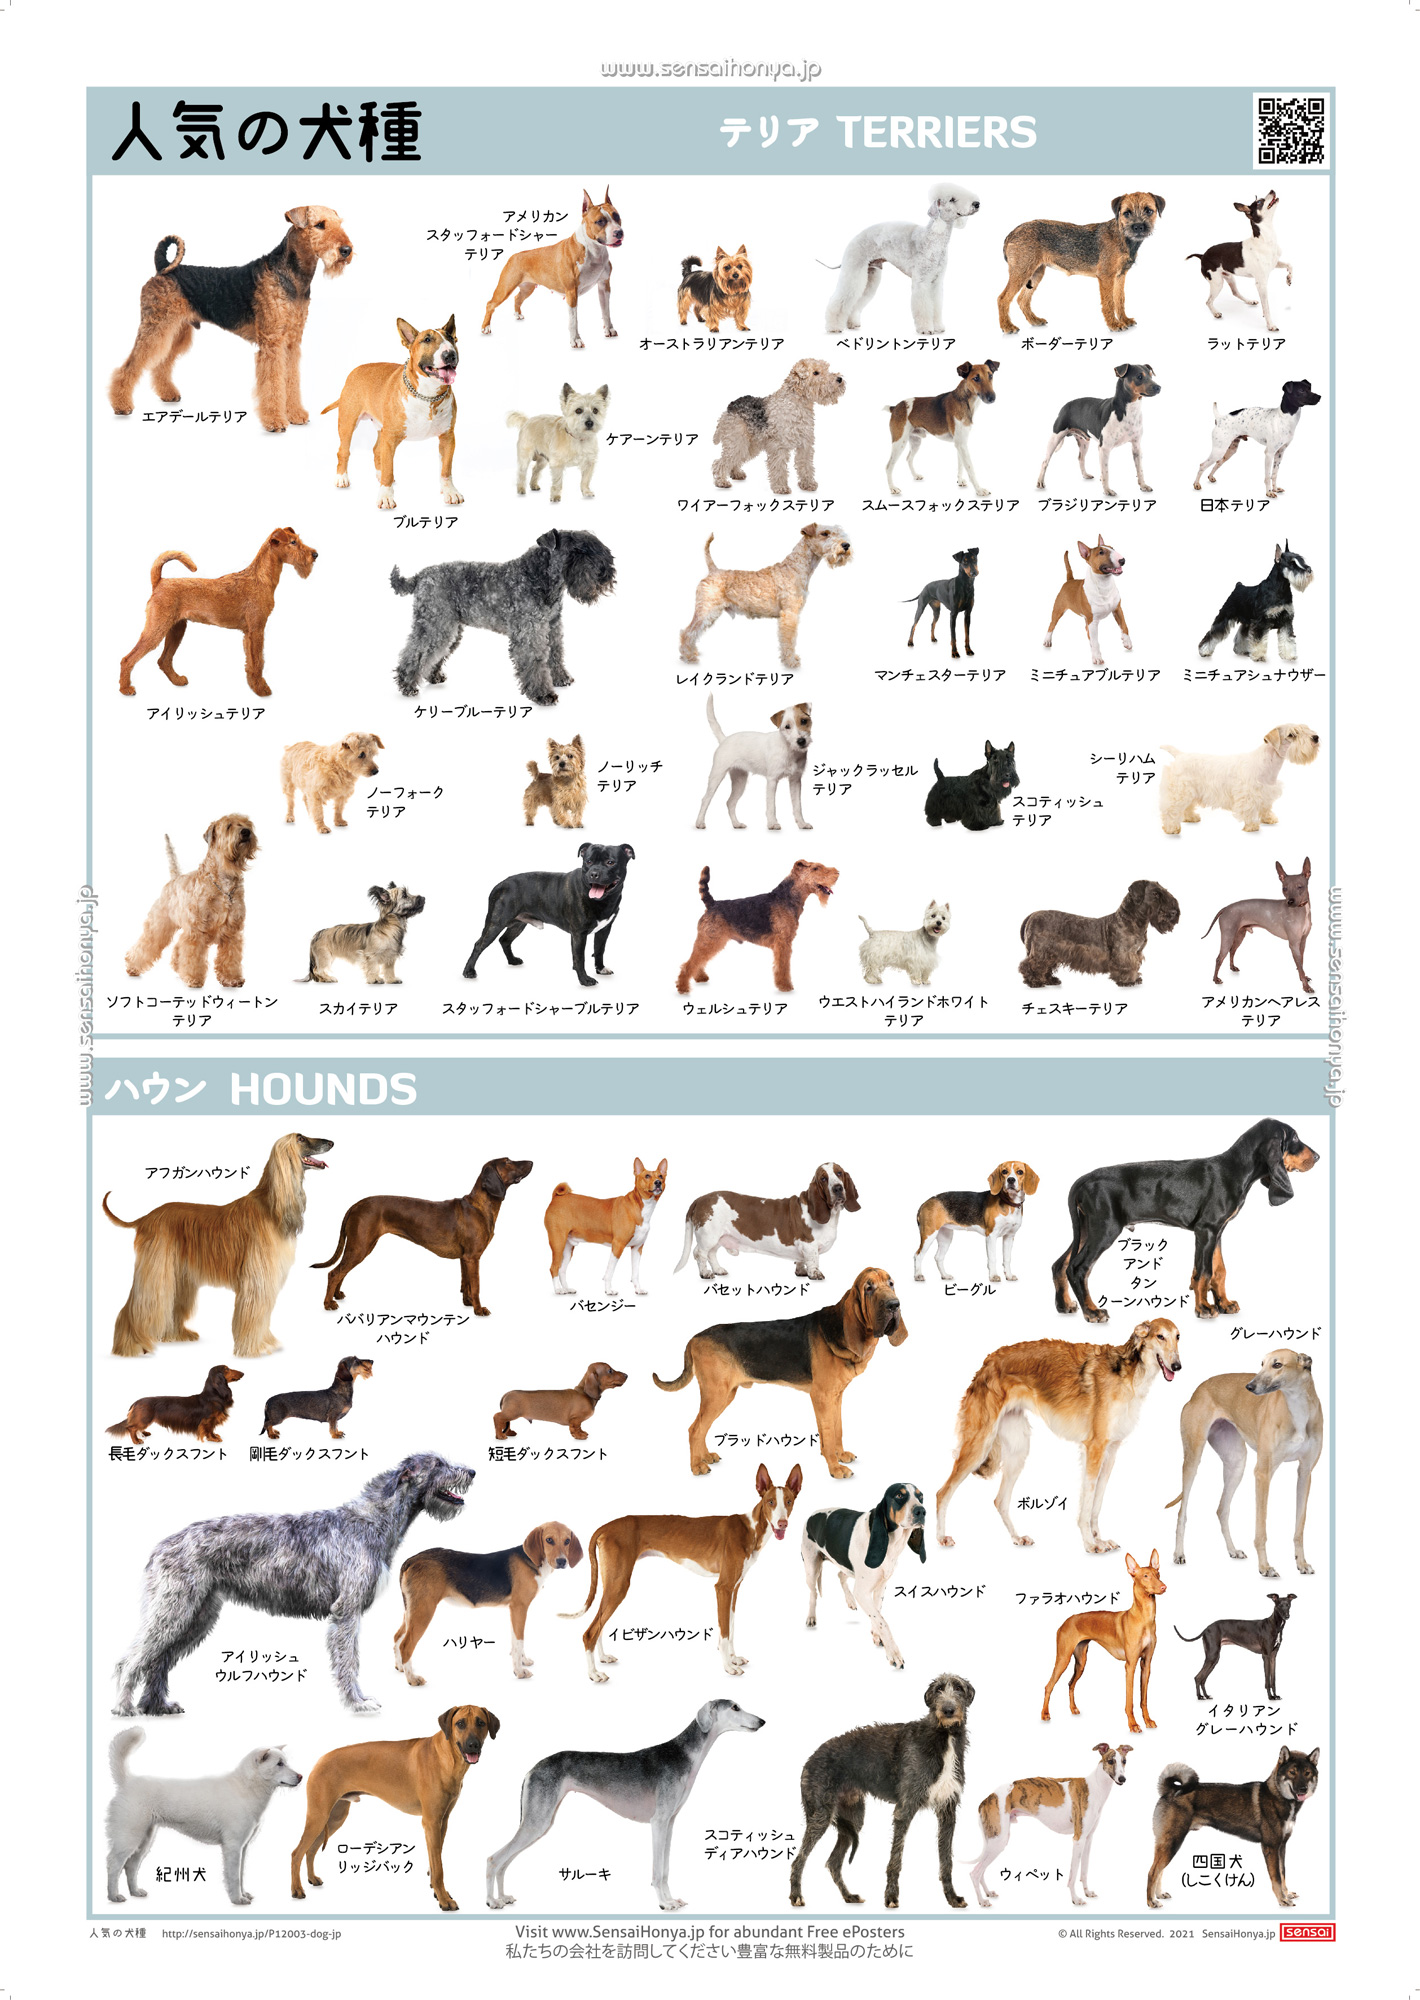 www.sensaihonya.jp
人気の犬種
テリア TERRIERS
アメリカン
スタッフォードシャー
テリア
エアデールテリア
オーストラリアンテリア
ベドリントンテリア
ボーダーテリア
ラットテリア
ブルテリア
ケアーンテリア
ワイアーフォックステリア
スムースフォックステリア
ブラジリアンテリア
日本テリア
アイリッシュテリア
ケリーブルーテリア
レイクランドテリア
マンチェスターテリア
ミニチュアブルテリア
ミニチュアシュナウザー
ノーフォーク
テリア
ノーリッチ
テリア
ジャックラッセル
テリア
スコティッシュ
テリア
シーリハム
テリア
ソフトコーテッドウィートン
テリア
スカイテリア
スタッフォードシャーブルテリア
ウェルシュテリア
ウエストハイランドホワイト
テリア
チェスキーテリア
アメリカンヘアレス
テリア
www.sensaihonya.jp
www.sensaihonya.jp
ハウン HOUNDS
アフガンハウンド
ババリアンマウンテン
ハウンド
バセンジー
バセットハウンド
ビーグル
ブラック
アンド
タン
クーンハウンド
グレーハウンド
長毛ダックスフント
剛毛ダックスフント
短毛ダックスフント
ブラッドハウンド
ボルゾイ
アイリッシュ
ウルフハウンド
ハリヤー
イビザンハウンド
スイスハウンド
ファラオハウンド
イタリアン
グレーハウンド
紀州犬
ローデシアン
リッジバック
サルーキ
スコティッシュ
ディアハウンド
ウィペット
四国犬
(しこくけん)
人気の犬種 http://sensaihonya.jp/P12003-dog-jp
Visit www.SensaiHonya.jp for abundant Free ePosters
私たちの会社を訪問してください豊富な無料製品のために
© All Rights Reserved. 2021 SensaiHonya.jp sensai